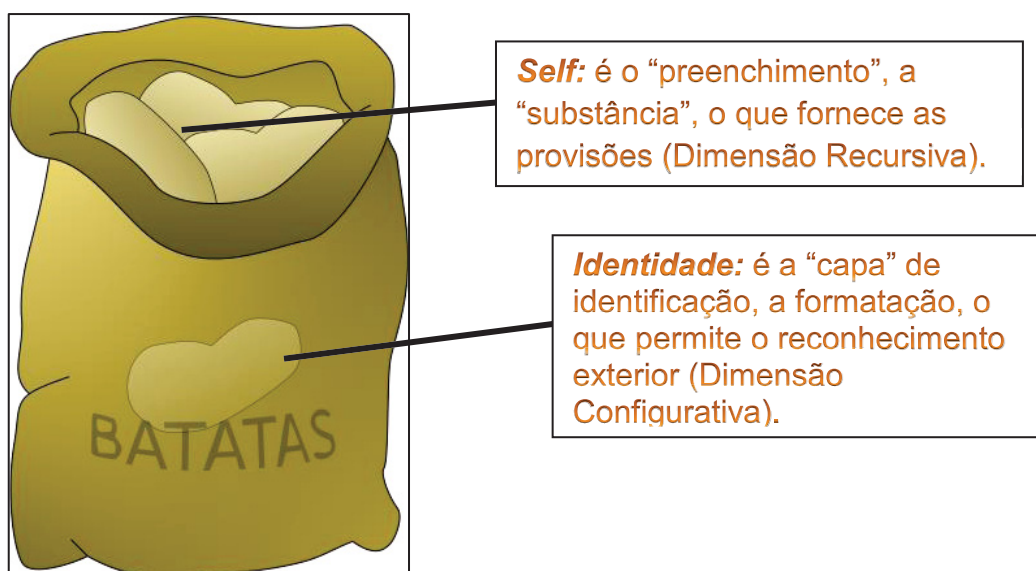 Self: é o “preenchimento”, a
“substância”, o que fornece as
provisões (Dimensão Recursiva).
Identidade: é a “capa” de
identificação, a formatação, o
que permite o reconhecimento
exterior (Dimensão
Configurativa).
BATATAS